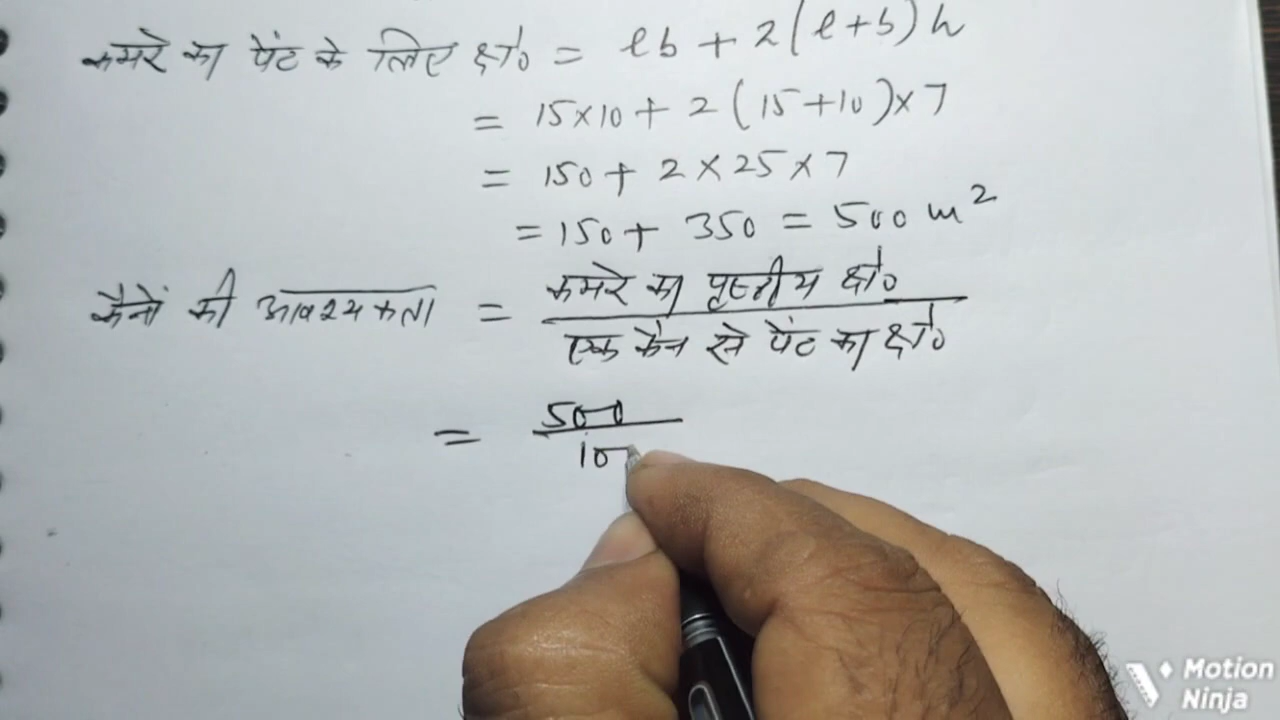 कमरे का पेंट के लिए क्षे० = lb + 2(l+b)h
= 15×10 + 2(15+10)×7
= 150 + 2×25×7
= 150 + 350 = 500 m²
कैनों की आवश्यकता = कमरे का पृष्ठीय क्षे०
एक कैन से पेंट का क्षे०
= 500
10
Motion
Ninja